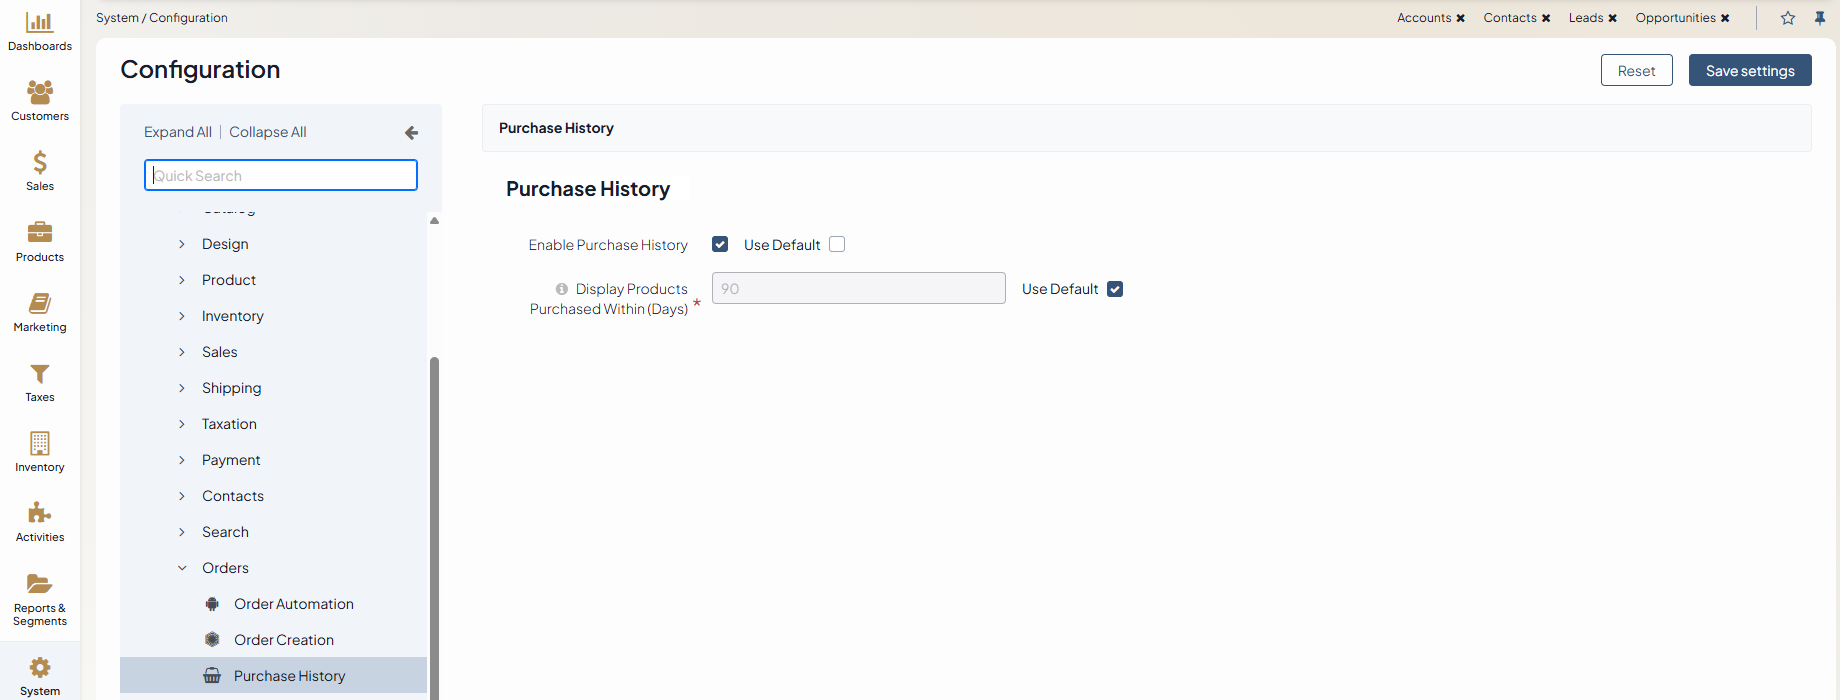 System / Configuration
Accounts ✖ Contacts ✖ Leads ✖ Opportunities ✖
Dashboards
Customers
Sales
Products
Marketing
Taxes
Inventory
Activities
Reports &
Segments
System
Configuration
Reset
Save settings
Expand All | Collapse All
Quick Search
Catalog
Design
Product
Inventory
Sales
Shipping
Taxation
Payment
Contacts
Search
Orders
Order Automation
Order Creation
Purchase History
Purchase History
Purchase History
Enable Purchase History Use Default
Display Products
Purchased Within (Days) *
90
Use Default